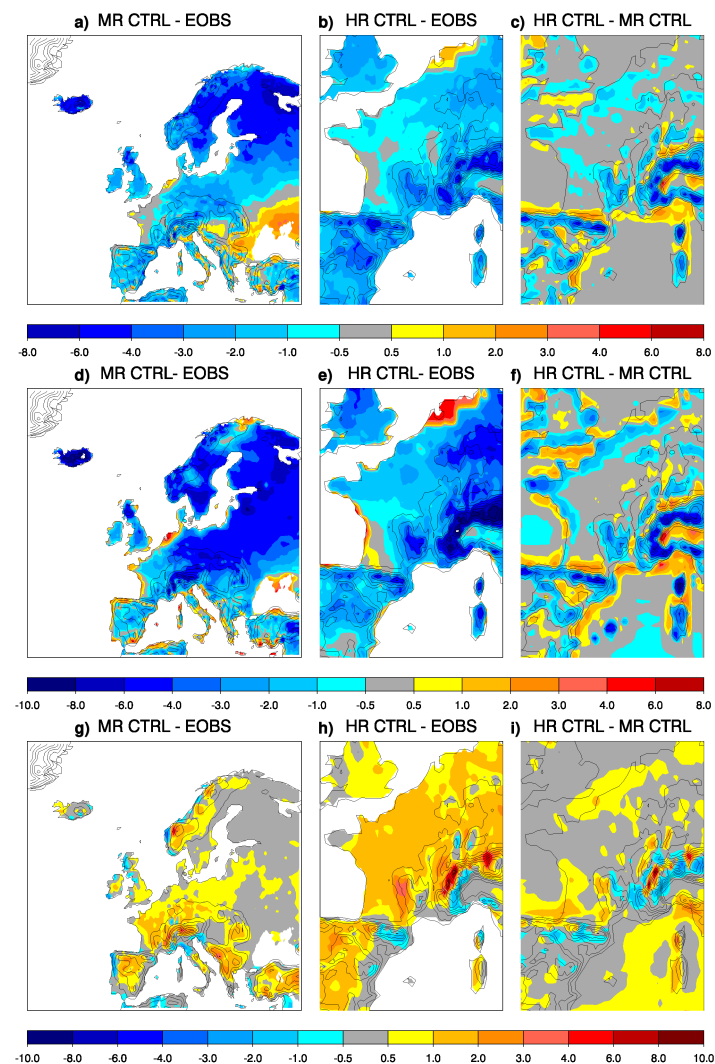 a) MR CTRL - EOBS b) HR CTRL - EOBS c) HR CTRL - MR CTRL
-8.0 -6.0 -4.0 -3.0 -2.0 -1.0 -0.5 0.5 1.0 2.0 3.0 4.0 6.0 8.0
d) MR CTRL- EOBS e) HR CTRL- EOBS f) HR CTRL - MR CTRL
-10.0 -6.0 -4.0 -3.0 -2.0 -1.0 -0.5 0.5 1.0 2.0 3.0 4.0 6.0 8.0
g) MR CTRL - EOBS h) HR CTRL - EOBS i) HR CTRL - MR CTRL
-10.0 -8.0 -6.0 -4.0 -2.0 -1.0 -0.5 0.5 1.0 2.0 4.0 6.0 8.0 10.0